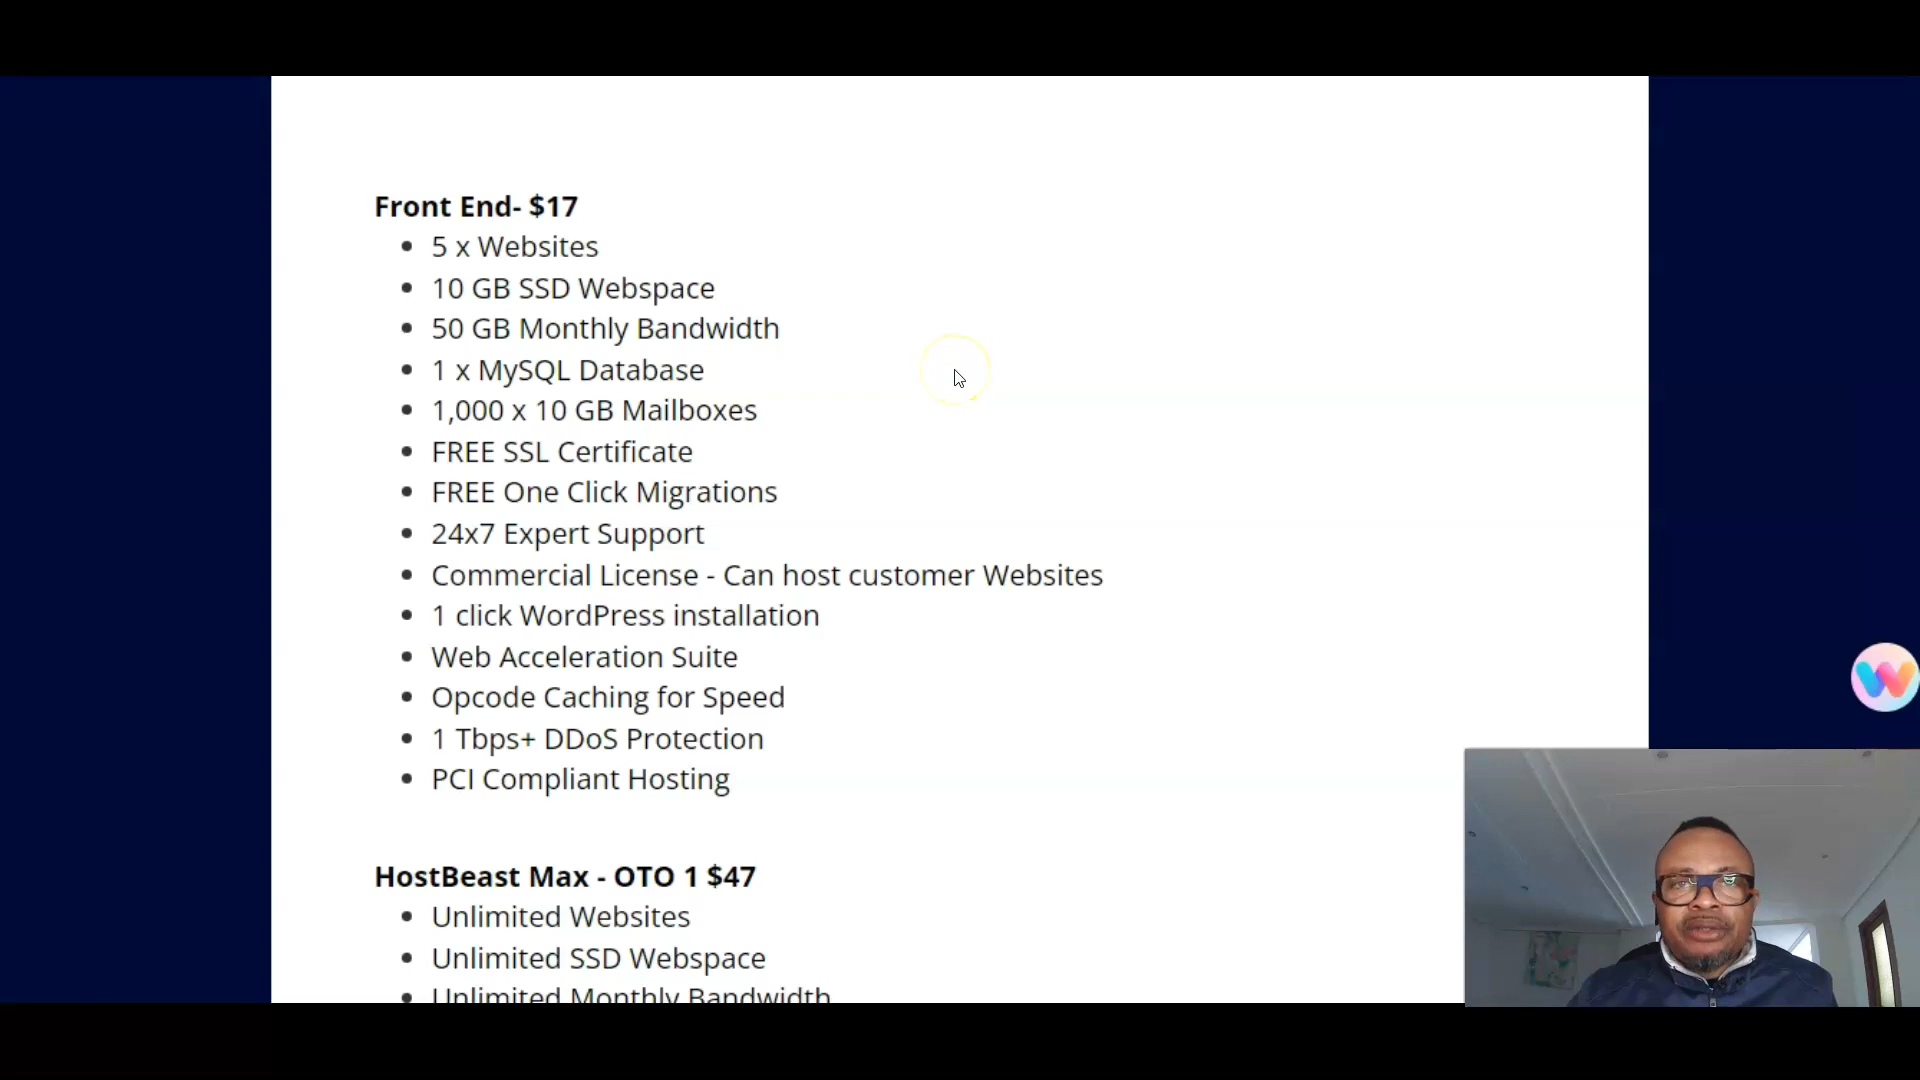 Front End- $17
5 x Websites
10 GB SSD Webspace
50 GB Monthly Bandwidth
1 x MySQL Database
1,000 x 10 GB Mailboxes
FREE SSL Certificate
FREE One Click Migrations
24x7 Expert Support
Commercial License - Can host customer Websites
1 click WordPress installation
Web Acceleration Suite
Opcode Caching for Speed
1 Tbps+ DDoS Protection
PCI Compliant Hosting
HostBeast Max - OTO 1 $47
Unlimited Websites
Unlimited SSD Webspace
Unlimited Monthly Bandwidth